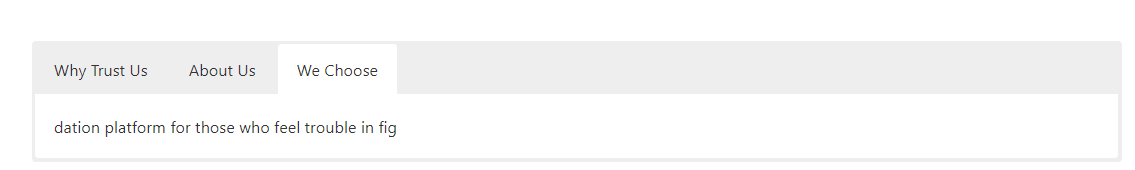 Why Trust Us About Us We Choose
dation platform for those who feel trouble in fig